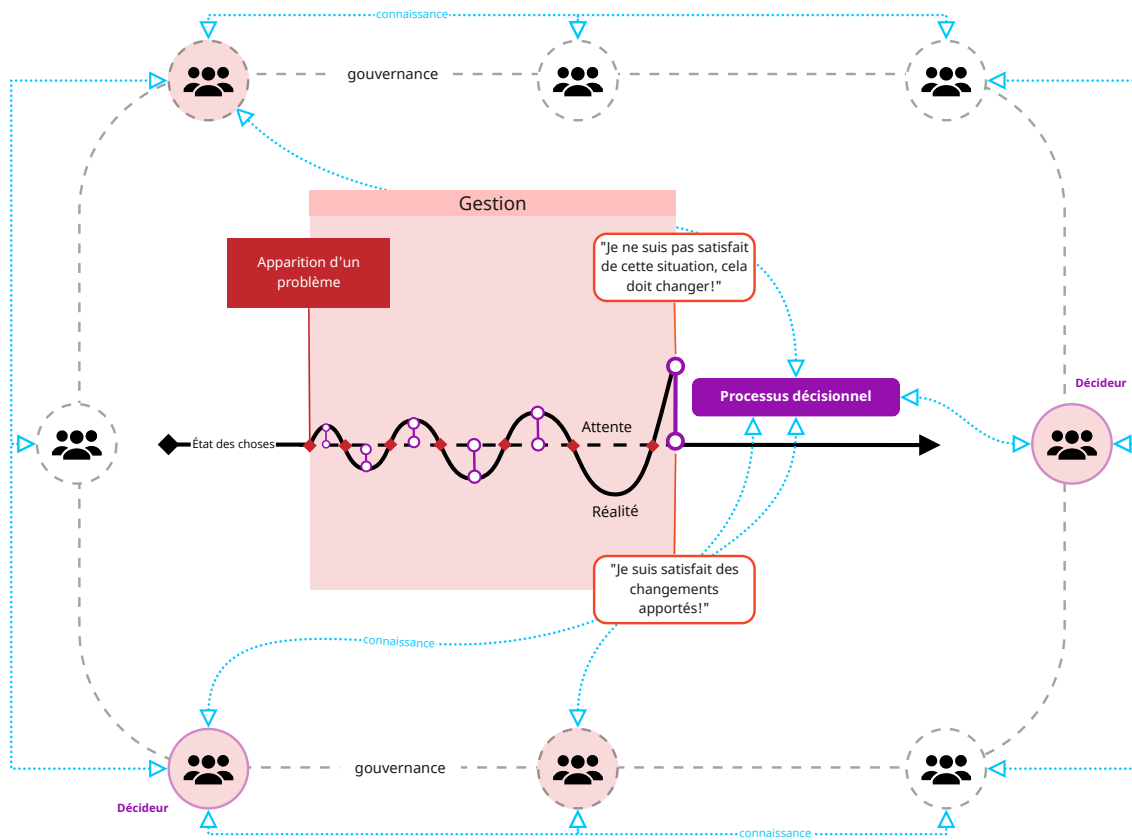 connaissance
gouvernance
Gestion
"Je ne suis pas satisfait
de cette situation, cela
doit changer!"
Apparition d'un
problème
Décideur
Processus décisionnel
Attente
État des choses
Réalité
"Je suis satisfait des
changements
apportés!"
connaissance
gouvernance
Décideur
connaissance